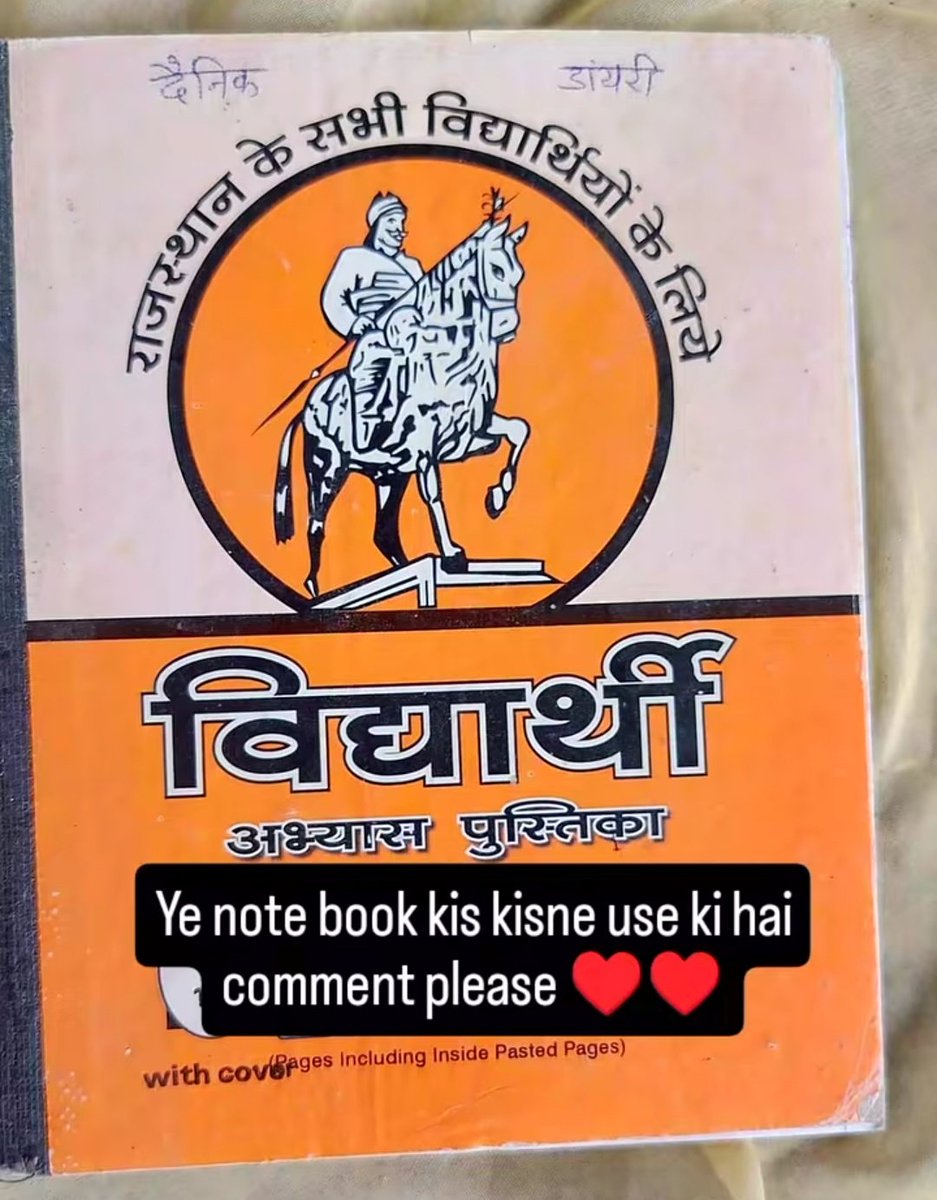 दैनिक डांयरी
राजस्थान के सभी विद्यार्थियों के लिये
विद्यार्थी
अभ्यास पुस्तिका
Ye note book kis kisne use ki hai
comment please ♥♥
(Pages Including Inside Pasted Pages)
with cover